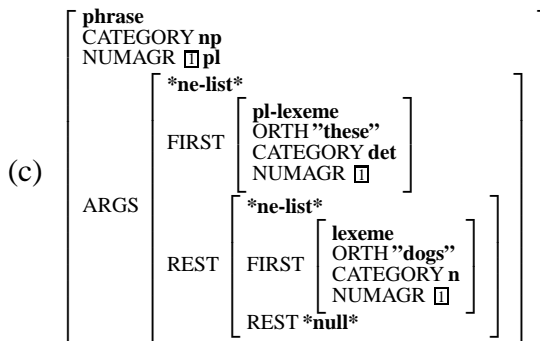 phrase
CATEGORY np
NUMAGR 1 pl
*ne-list*
pl-lexeme
ORTH "these"
FIRST
CATEGORY det
NUMAGR 1
(c)
ARGS
*ne-list*
lexeme
ORTH "dogs"
REST FIRST
CATEGORY n
NUMAGR 1
REST *null*